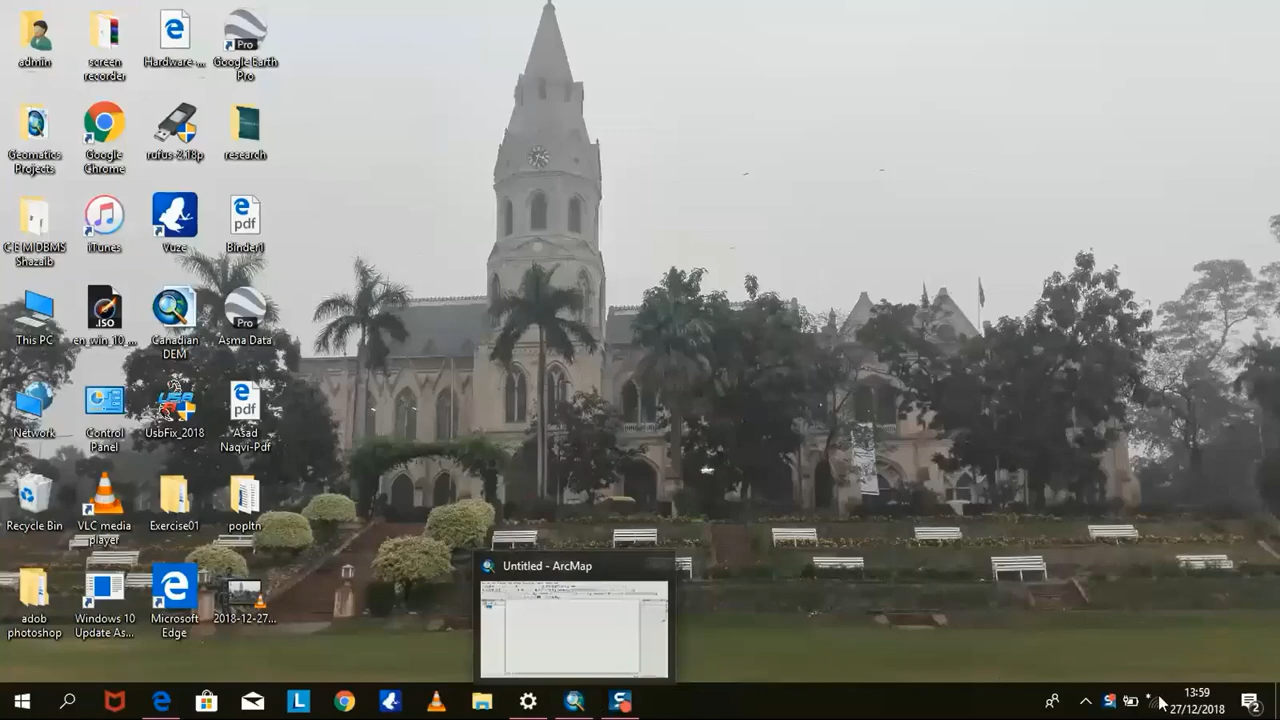 admin
screen
recorder
Hardware-...
Google Earth
Pro
Pro
Geomatics
Projects
Google
Chrome
rufus-2.18p
research
C E M/DBMS
Shazaib
iTunes
Vuze
pdf
Binder1
This PC
.ISO
en_win_10_...
Canadian
DEM
Pro
Asma Data
Network
Control
Panel
UsbFix_2018
pdf
Asad
Naqvi-Pdf
Recycle Bin
VLC media
player
Exercise01
popltn
adob
photoshop
Windows 10
Update As...
Microsoft
Edge
2018-12-27...
Untitled - ArcMap
L
13:59
27/12/2018
2